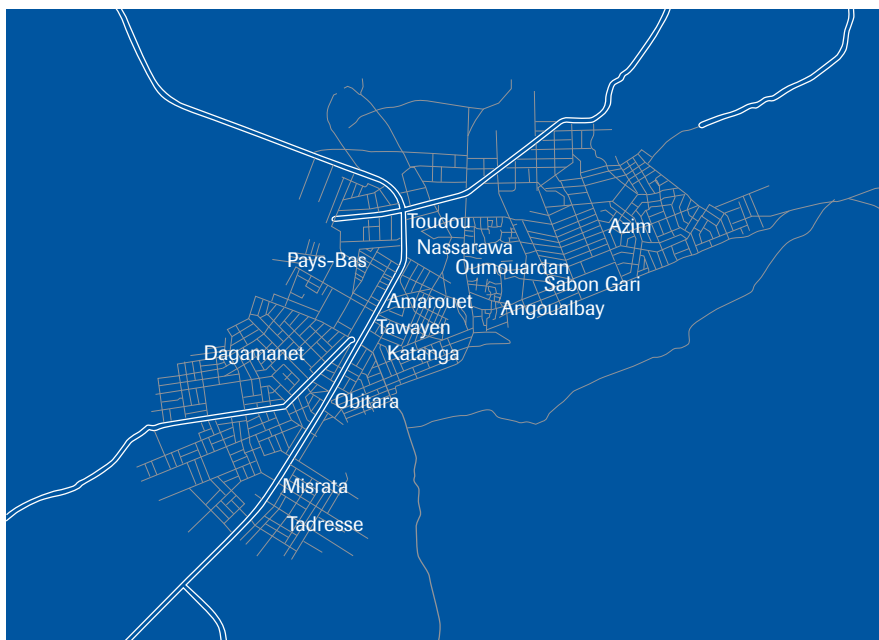 Toudou
Azim
Nassarawa
Pays-Bas
Oumouardan
Sabon Gari
Amarouet
Angoualbay
Tawayen
Dagamanet
Katanga
Obitara
Misrata
Tadresse